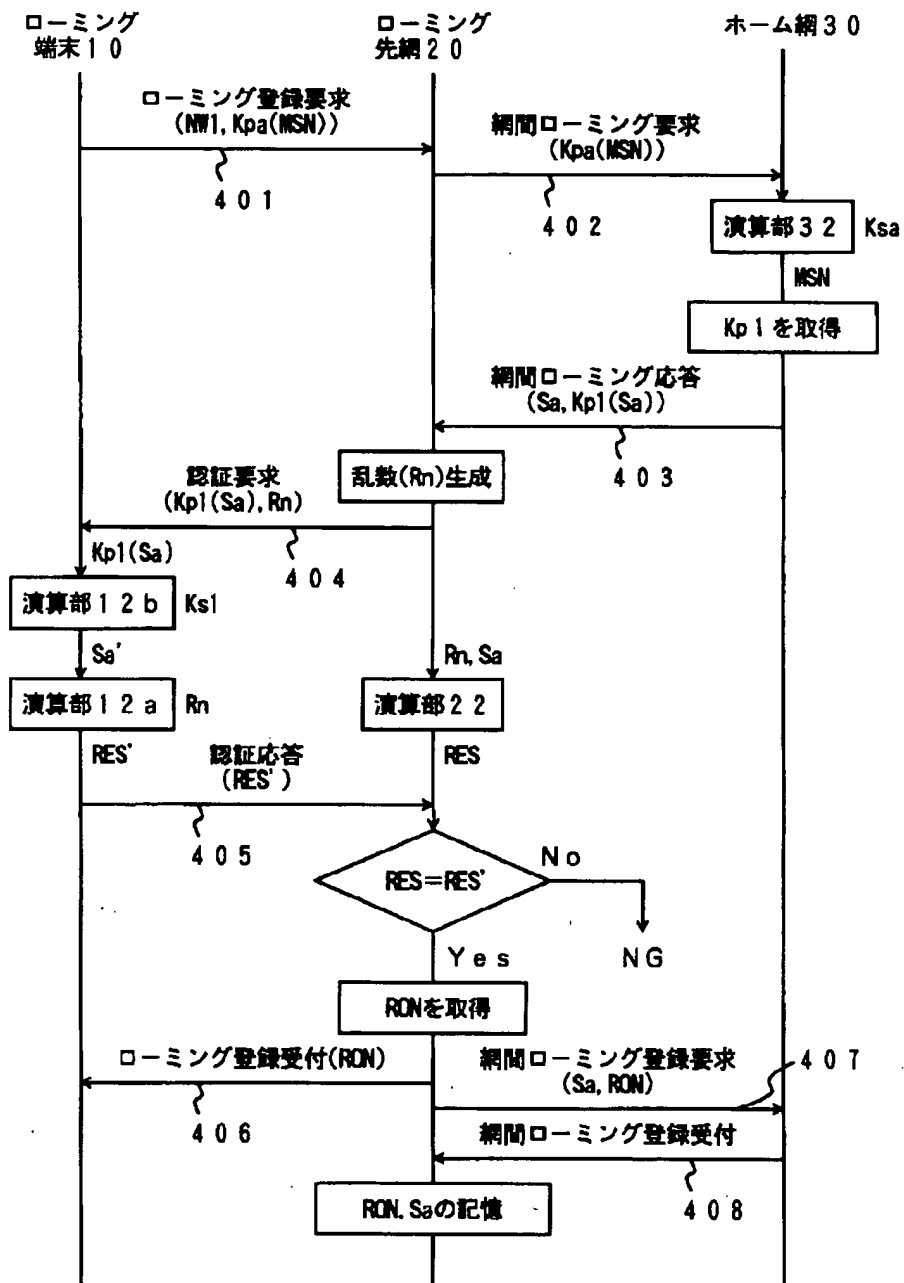 ローミング
端末10
ローミング
先網20
ホーム網30
ローミング登録要求
(NW1, Kpa(MSN))
401
網間ローミング要求
(Kpa(MSN))
402
演算部32
Ksa
MSN
Kp1を取得
網間ローミング応答
(Sa, Kp1(Sa))
403
乱数(Rn)生成
認証要求
(Kp1(Sa), Rn)
404
Kp1(Sa)
演算部12b
Ks1
Sa'
Rn, Sa
演算部12a
Rn
演算部22
RES'
RES
認証応答
(RES')
405
RES=RES'
No
NG
Yes
RONを取得
ローミング登録受付(RON)
406
網間ローミング登録要求
(Sa, RON)
407
網間ローミング登録受付
408
RON. Saの記憶